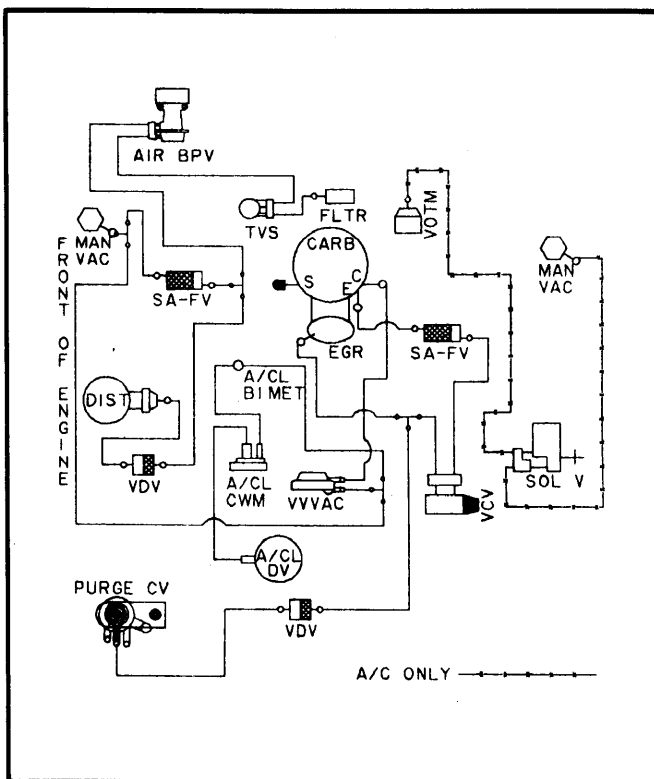 AIR BPV
TVS
FLTR
MAN
VAC
SA-FV
CARB
S
C
E
EGR
VOTM
MAN
VAC
SA-FV
FRONT OF ENGINE
DIST
VDV
A/CL
BIMET
A/CL
CWM
VVVAC
VCV
SOL V
A/CL
DV
PURGE CV
VDV
A/C ONLY